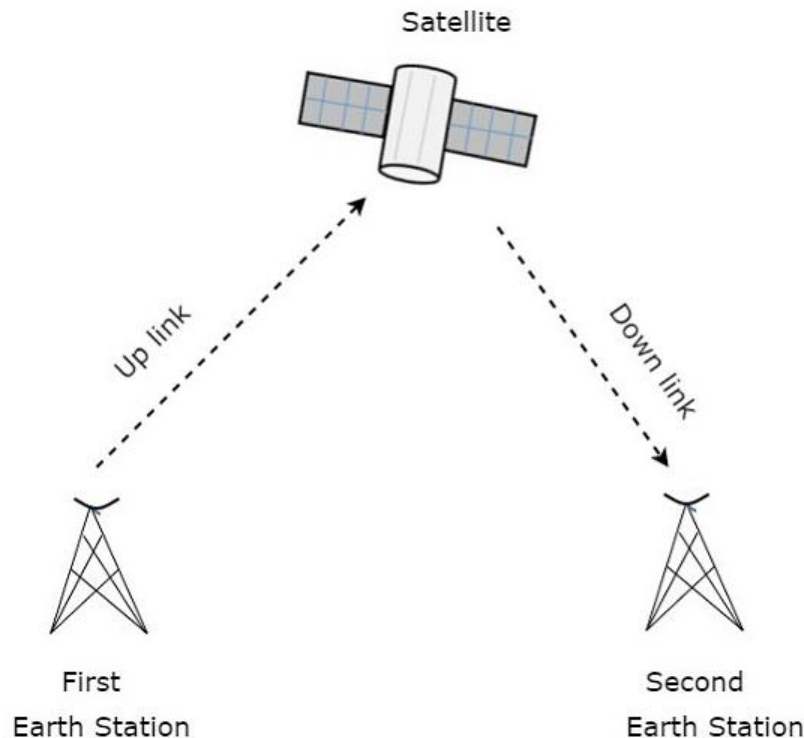 Satellite
Up link
Down link
First
Earth Station
Second
Earth Station